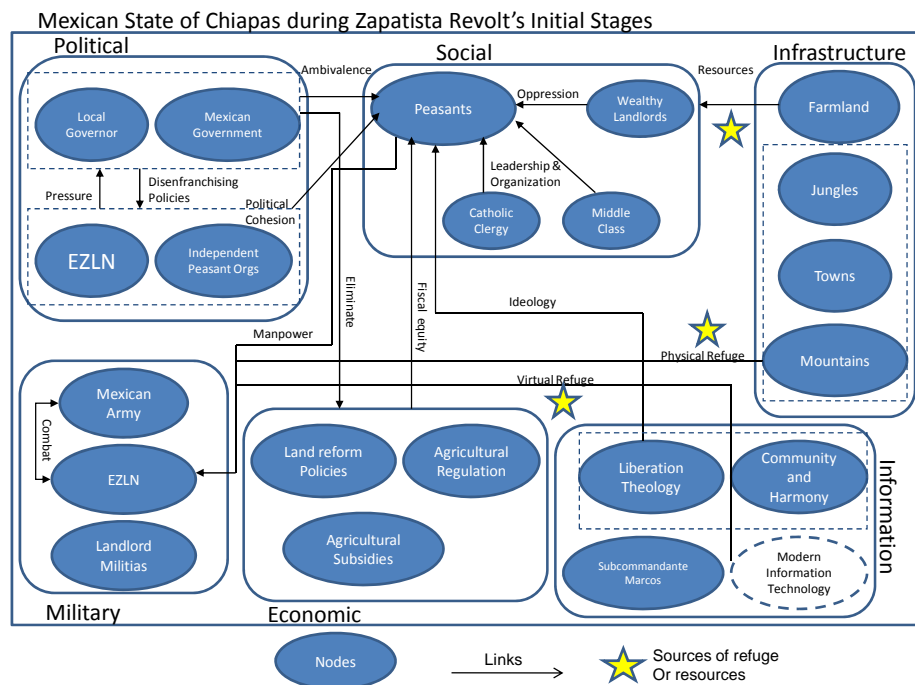 Mexican State of Chiapas during Zapatista Revolt's Initial Stages
Political
Social
Infrastructure
Local
Governor
Mexican
Government
Ambivalence
Peasants
Oppression
Wealthy
Landlords
Resources
Farmland
Pressure
Disenfranchising
Policies
Political
Cohesion
Leadership &
Organization
Catholic
Clergy
Middle
Class
Jungles
EZLN
Independent
Peasant Orgs
Towns
Eliminate
Fiscal equity
Ideology
Manpower
Physical Refuge
Mountains
Virtual Refuge
Mexican
Army
Combat
EZLN
Landlord
Militias
Military
Land reform
Policies
Agricultural
Regulation
Agricultural
Subsidies
Economic
Liberation
Theology
Community
and
Harmony
Information
Subcommandante
Marcos
Modern
Information
Technology
Nodes
Links
Sources of refuge
Or resources